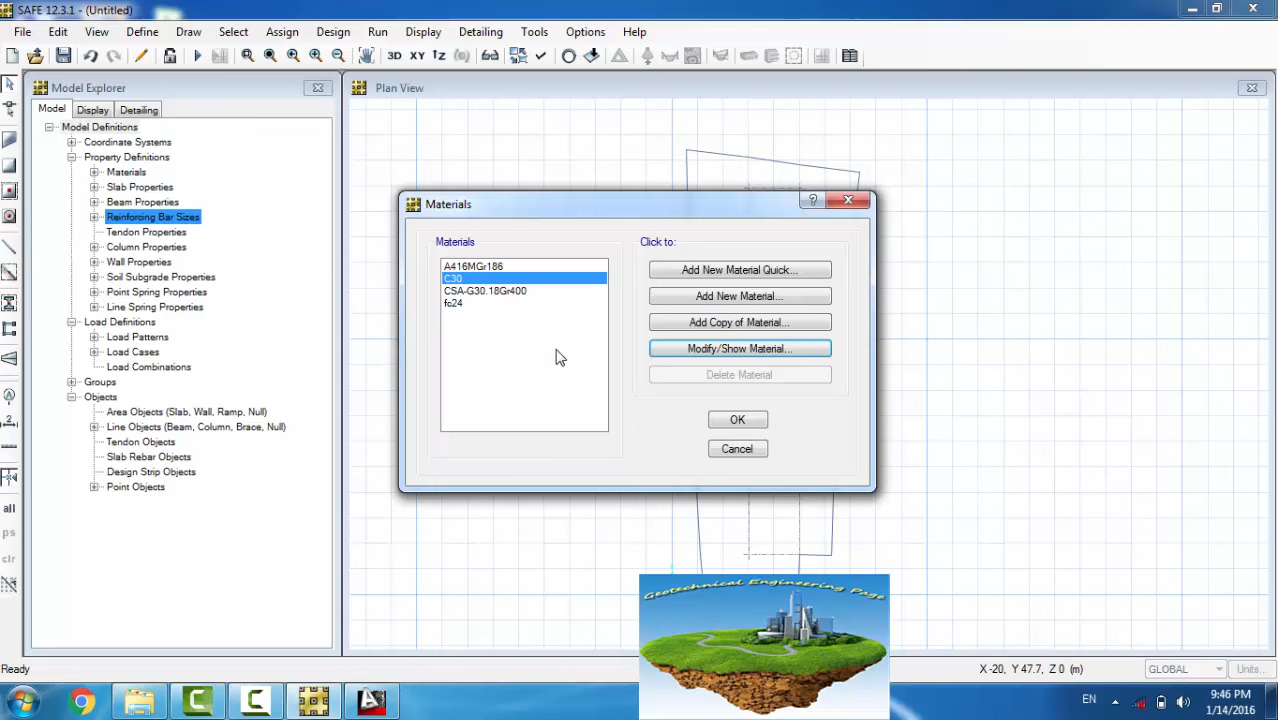 SAFE 12.3.1 - (Untitled)
File Edit View Define Draw Select Assign Design Run Display Detailing Tools Options Help
3D XY
Model Explorer
Plan View
Model Display Detailing
Model Definitions
Coordinate Systems
Property Definitions
Materials
Slab Properties
Beam Properties
Reinforcing Bar Sizes
Tendon Properties
Column Properties
Wall Properties
Soil Subgrade Properties
Point Spring Properties
Line Spring Properties
Load Definitions
Load Patterns
Load Cases
Load Combinations
Groups
Objects
Area Objects (Slab, Wall, Ramp, Null)
Line Objects (Beam, Column, Brace, Null)
Tendon Objects
Slab Rebar Objects
Design Strip Objects
Point Objects
all
ps
clr
Materials
Materials
A416MGr186
C30
CSA-G30.18Gr400
fc24
Click to:
Add New Material Quick...
Add New Material...
Add Copy of Material...
Modify/Show Material...
Delete Material
OK
Cancel
Geotechnical Engineering Page
Ready
X -20, Y 47.7, Z 0 (m)
GLOBAL
Units...
EN
9:46 PM
1/14/2016